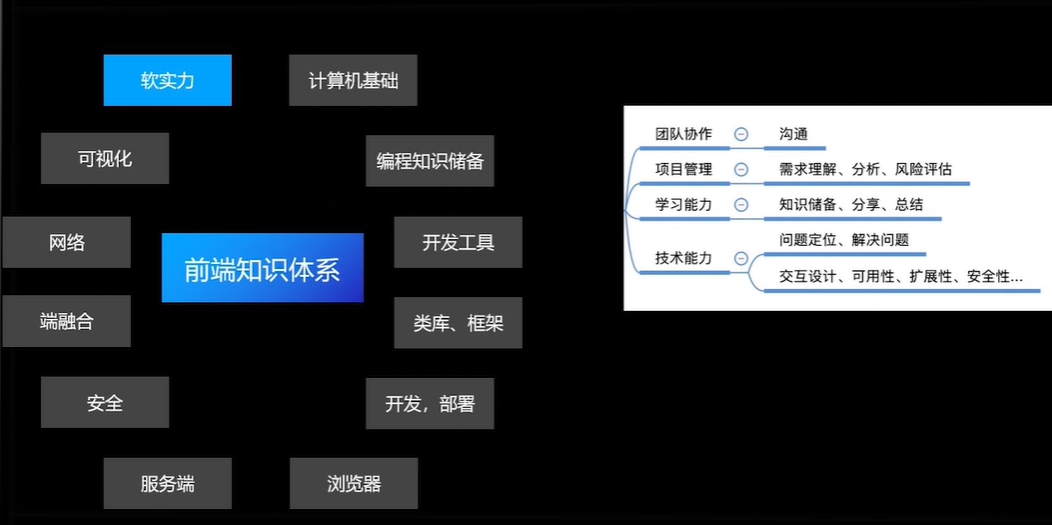 软实力
计算机基础
可视化
编程知识储备
网络
开发工具
前端知识体系
端融合
类库、框架
安全
开发，部署
服务端
浏览器
团队协作
沟通
项目管理
需求理解、分析、风险评估
学习能力
知识储备、分享、总结
技术能力
问题定位、解决问题
交互设计、可用性、扩展性、安全性...